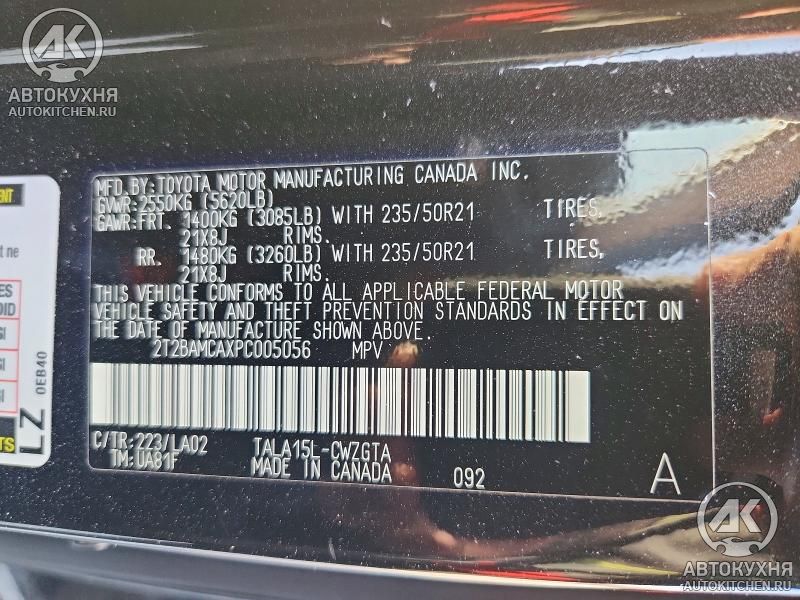 АК
АВТОКУХНЯ
AUTOKITCHEN.RU
MFD.BY:TOYOTA MOTOR MANUFACTURING CANADA INC.
GVWR:2550KG (5620LB)
GAWR:FRT. 1400KG (3085LB) WITH 235/50R21 TIRES,
21X8J RIMS.
RR. 1480KG (3260LB) WITH 235/50R21 TIRES,
21X8J RIMS.
THIS VEHICLE CONFORMS TO ALL APPLICABLE FEDERAL MOTOR
VEHICLE SAFETY AND THEFT PREVENTION STANDARDS IN EFFECT ON
THE DATE OF MANUFACTURE SHOWN ABOVE.
2T2BAMCAXPC005056 MPV
C/TR:223/LA02 TALA15L-CWZGTA
TM:UA81F MADE IN CANADA 092 A
LZ 0EB40
АК
АВТОКУХНЯ
AUTOKITCHEN.RU